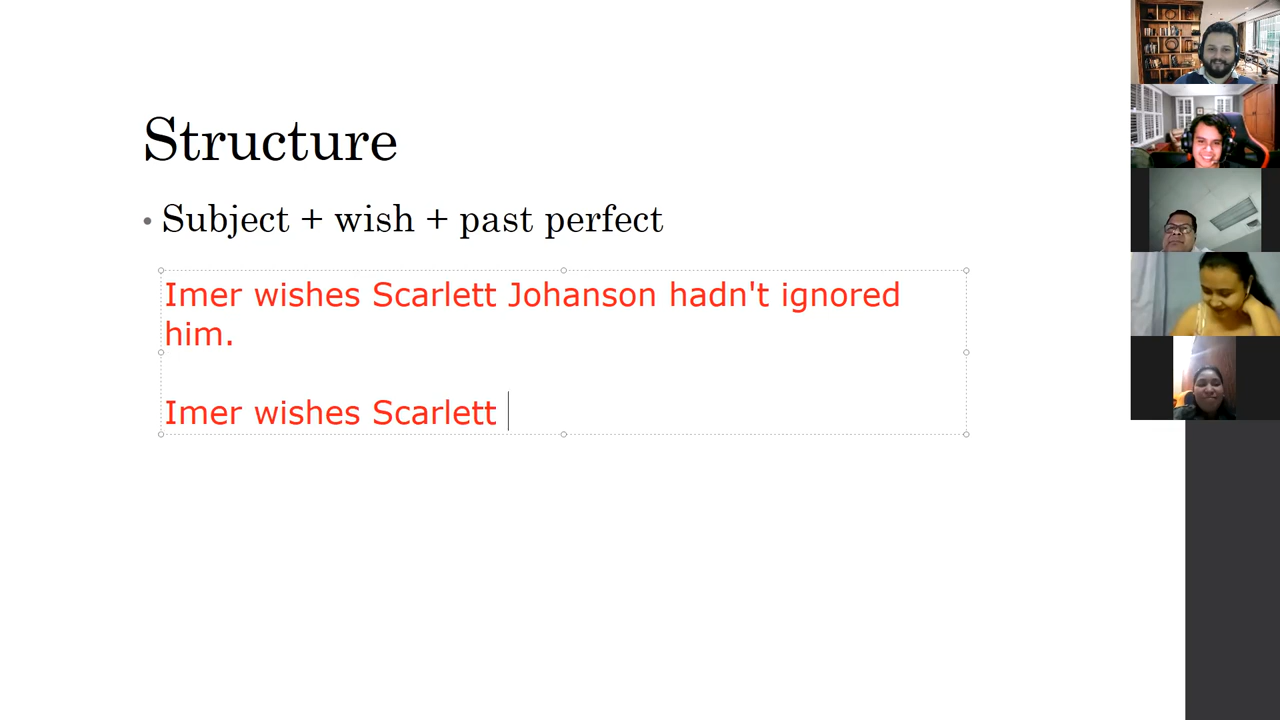 Structure
• Subject + wish + past perfect
Imer wishes Scarlett Johanson hadn't ignored
him.
Imer wishes Scarlett